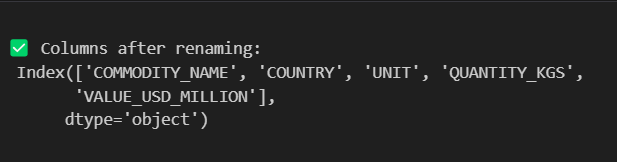 ✅ Columns after renaming:
Index(['COMMODITY_NAME', 'COUNTRY', 'UNIT', 'QUANTITY_KGS',
'VALUE_USD_MILLION'],
dtype='object')